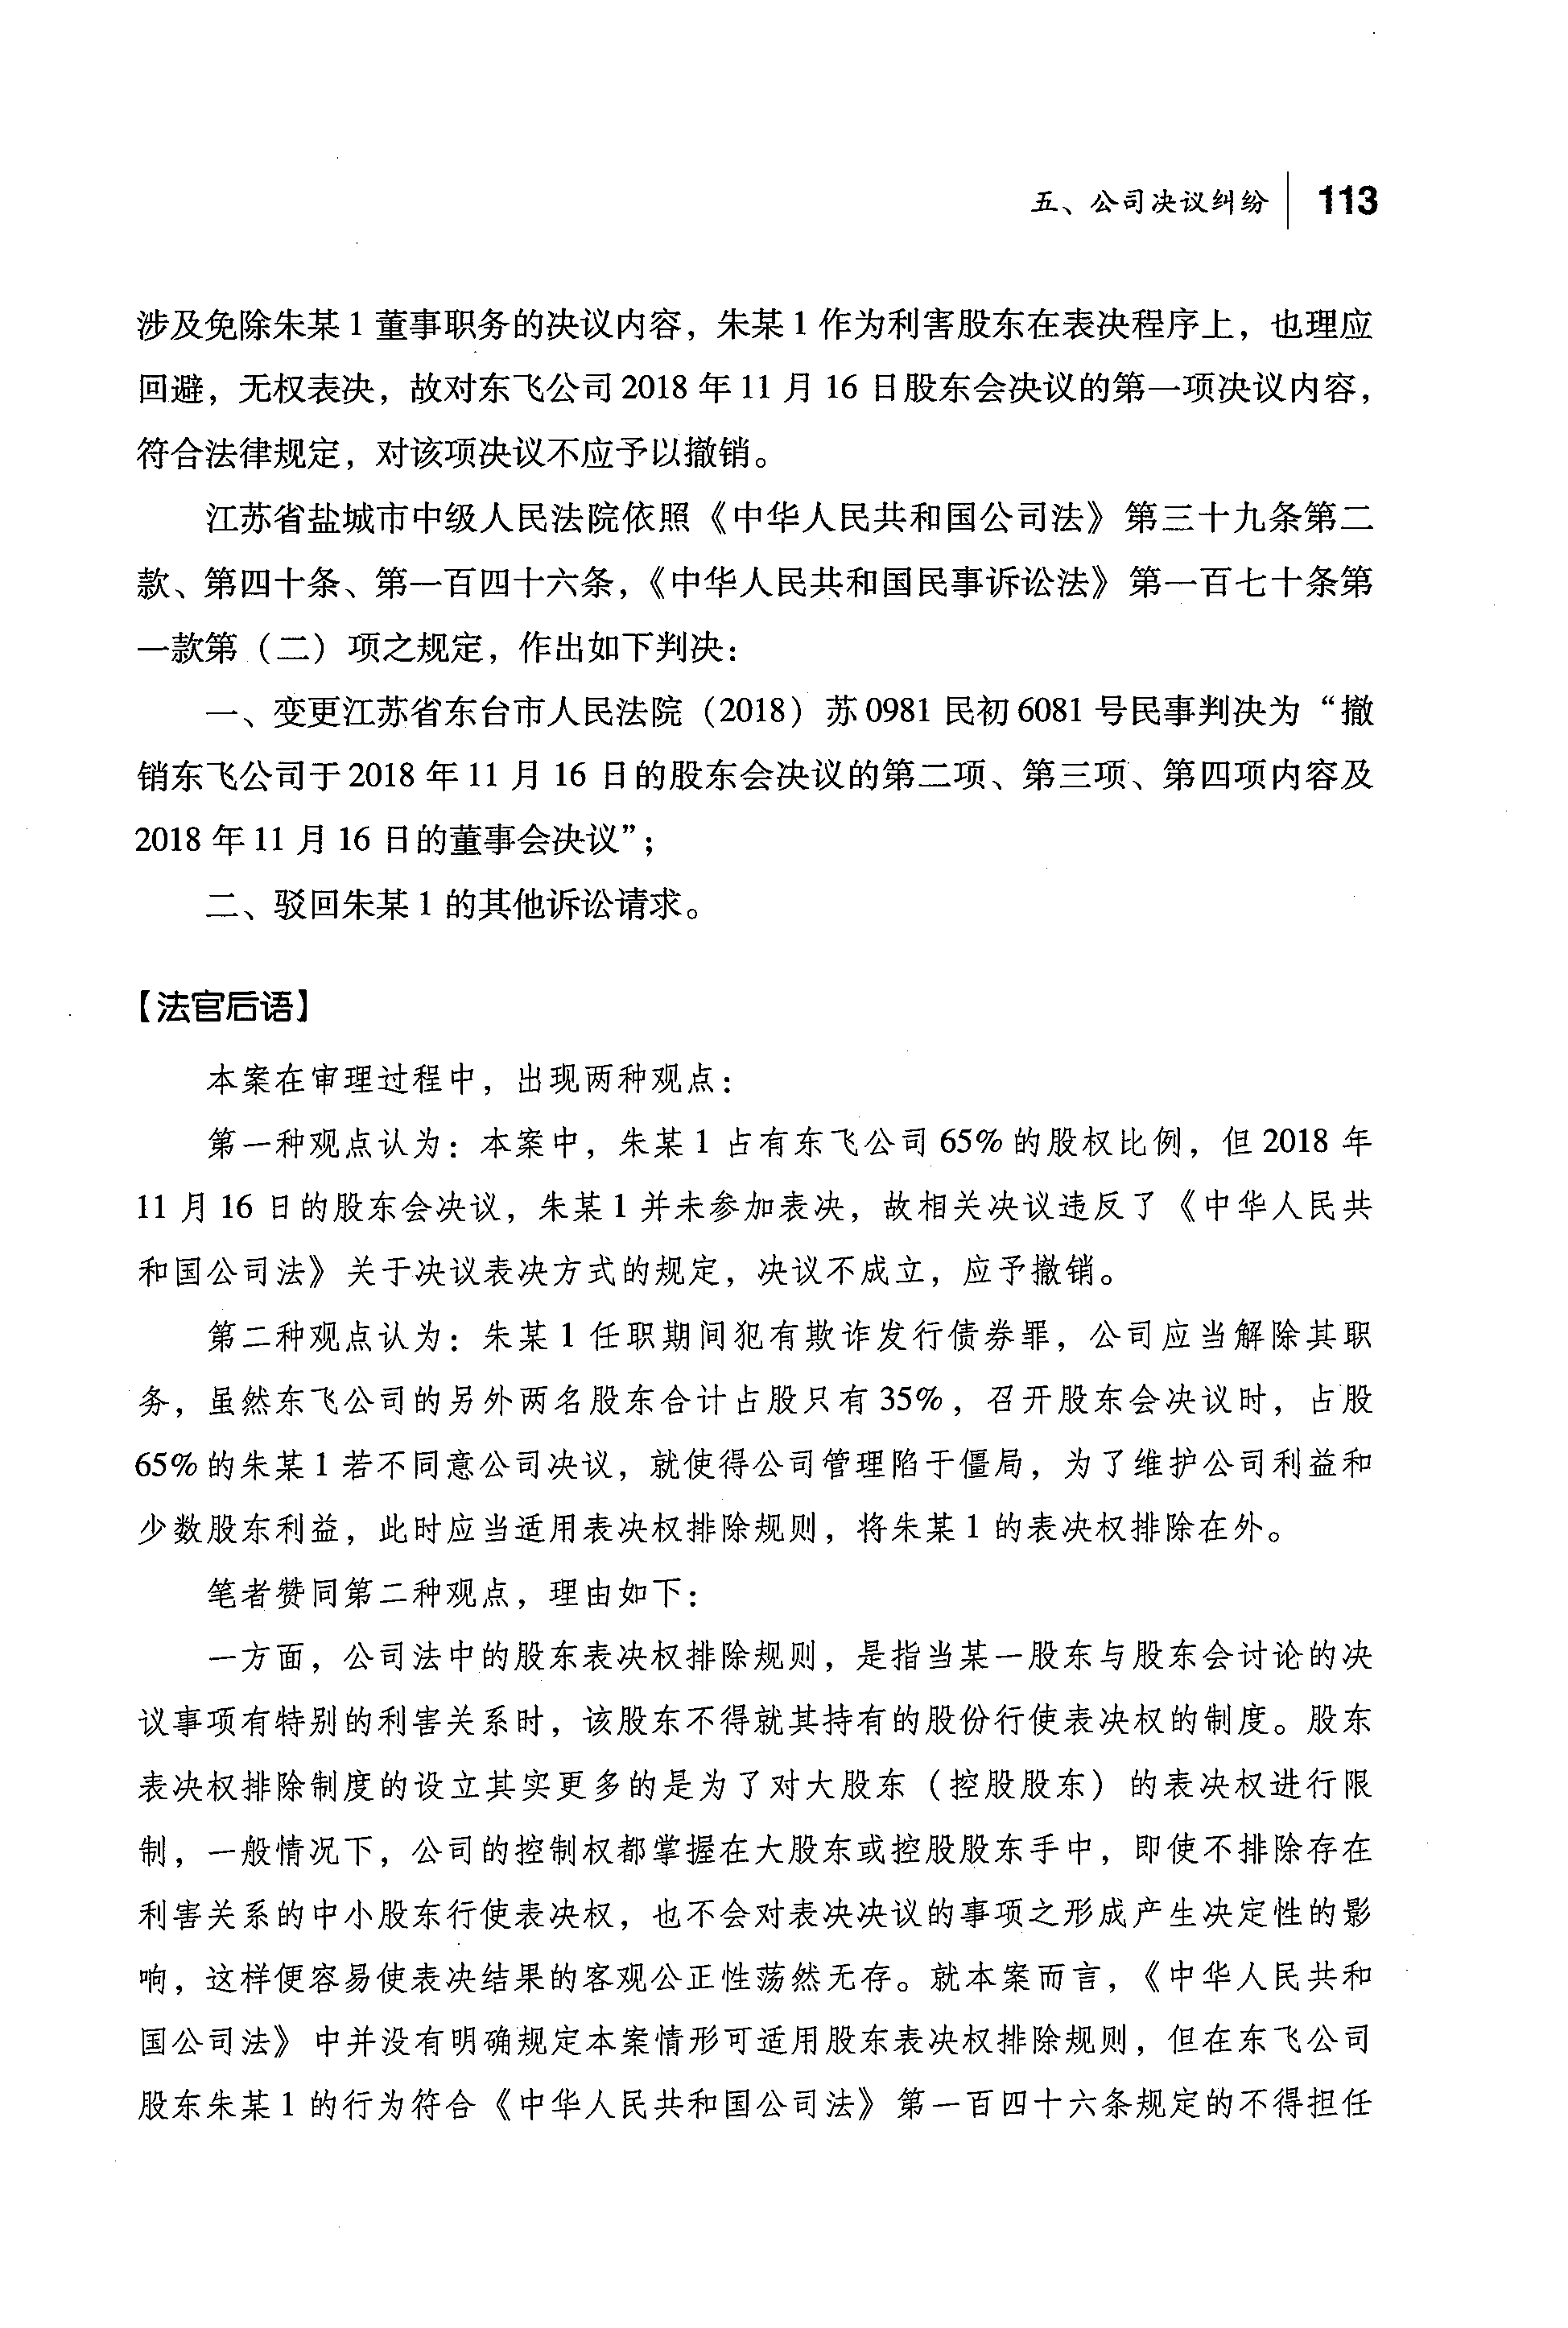 五、公司决议纠纷 113
涉及免除朱某1董事职务的决议内容，朱某1作为利害股东在表决程序上，也理应
回避，无权表决，故对东飞公司2018年11月16日股东会决议的第一项决议内容，
符合法律规定，对该项决议不应予以撤销。
江苏省盐城市中级人民法院依照《中华人民共和国公司法》第三十九条第二
款、第四十条、第一百四十六条，《中华人民共和国民事诉讼法》第一百七十条第
一款第（二）项之规定，作出如下判决：
一、变更江苏省东台市人民法院（2018）苏0981民初6081号民事判决为“撤
销东飞公司于2018年11月16日的股东会决议的第二项、第三项、第四项内容及
2018年11月16日的董事会决议”；
二、驳回朱某1的其他诉讼请求。
【法官后语】
本案在审理过程中，出现两种观点：
第一种观点认为：本案中，朱某1占有东飞公司65%的股权比例，但2018年
11月16日的股东会决议，朱某1并未参加表决，故相关决议违反了《中华人民共
和国公司法》关于决议表决方式的规定，决议不成立，应予撤销。
第二种观点认为：朱某1任职期间犯有欺诈发行债券罪，公司应当解除其职
务，虽然东飞公司的另外两名股东合计占股只有35%，召开股东会决议时，占股
65%的朱某1若不同意公司决议，就使得公司管理陷于僵局，为了维护公司利益和
少数股东利益，此时应当适用表决权排除规则，将朱某1的表决权排除在外。
笔者赞同第二种观点，理由如下：
一方面，公司法中的股东表决权排除规则，是指当某一股东与股东会讨论的决
议事项有特别的利害关系时，该股东不得就其持有的股份行使表决权的制度。股东
表决权排除制度的设立其实更多的是为了对大股东（控股股东）的表决权进行限
制，一般情况下，公司的控制权都掌握在大股东或控股股东手中，即使不排除存在
利害关系的中小股东行使表决权，也不会对表决决议的事项之形成产生决定性的影
响，这样便容易使表决结果的客观公正性荡然无存。就本案而言，《中华人民共和
国公司法》中并没有明确规定本案情形可适用股东表决权排除规则，但在东飞公司
股东朱某1的行为符合《中华人民共和国公司法》第一百四十六条规定的不得担任